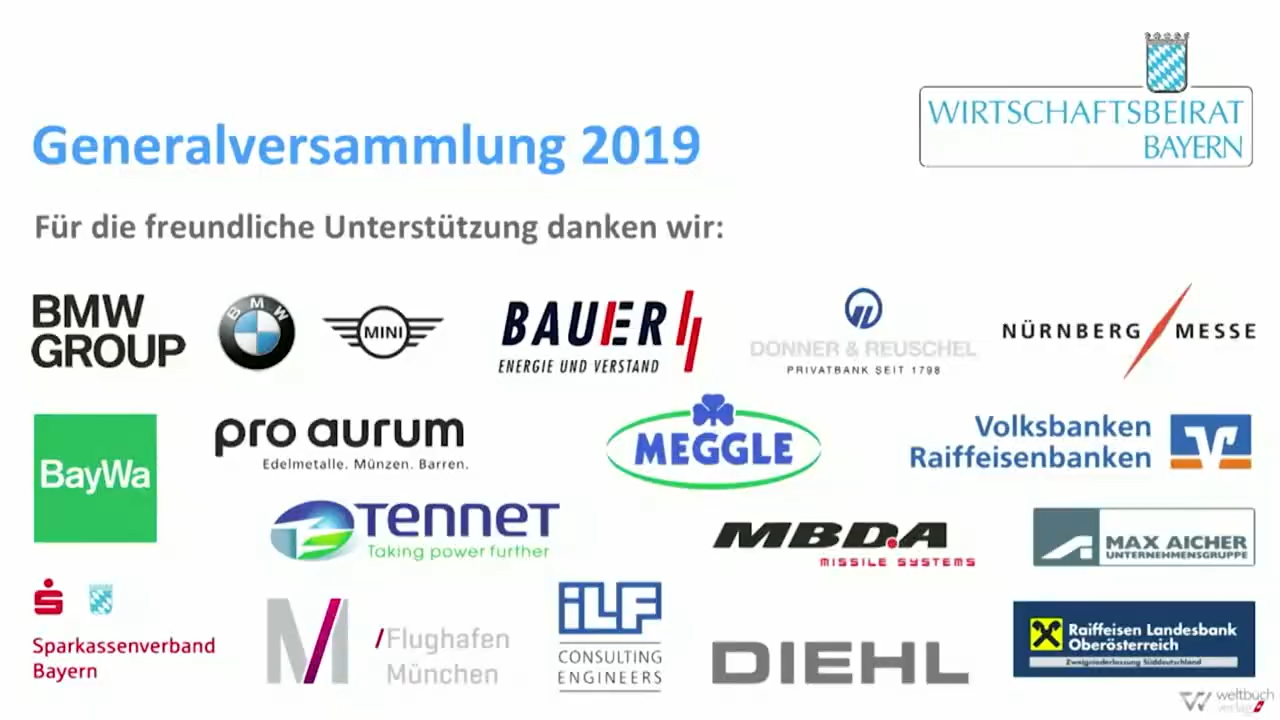 WIRTSCHAFTSBEIRAT
BAYERN
Generalversammlung 2019
Für die freundliche Unterstützung danken wir:
BMW
GROUP
BMW
MINI
BAUER
ENERGIE UND VERSTAND
DONNER & REUSCHEL
PRIVATBANK SEIT 1798
NÜRNBERG MESSE
BayWa
pro aurum
Edelmetalle. Münzen. Barren.
MEGGLE
Volksbanken
Raiffeisenbanken
TenneT
Taking power further
MBDA
MISSILE SYSTEMS
MAX AICHER
UNTERNEHMENSGRUPPE
Sparkassenverband
Bayern
M
/Flughafen
München
iLF
CONSULTING
ENGINEERS
DIEHL
Raiffeisen Landesbank
Oberösterreich
Zweigniederlassung Süddeutschland
weltbuch
verlag